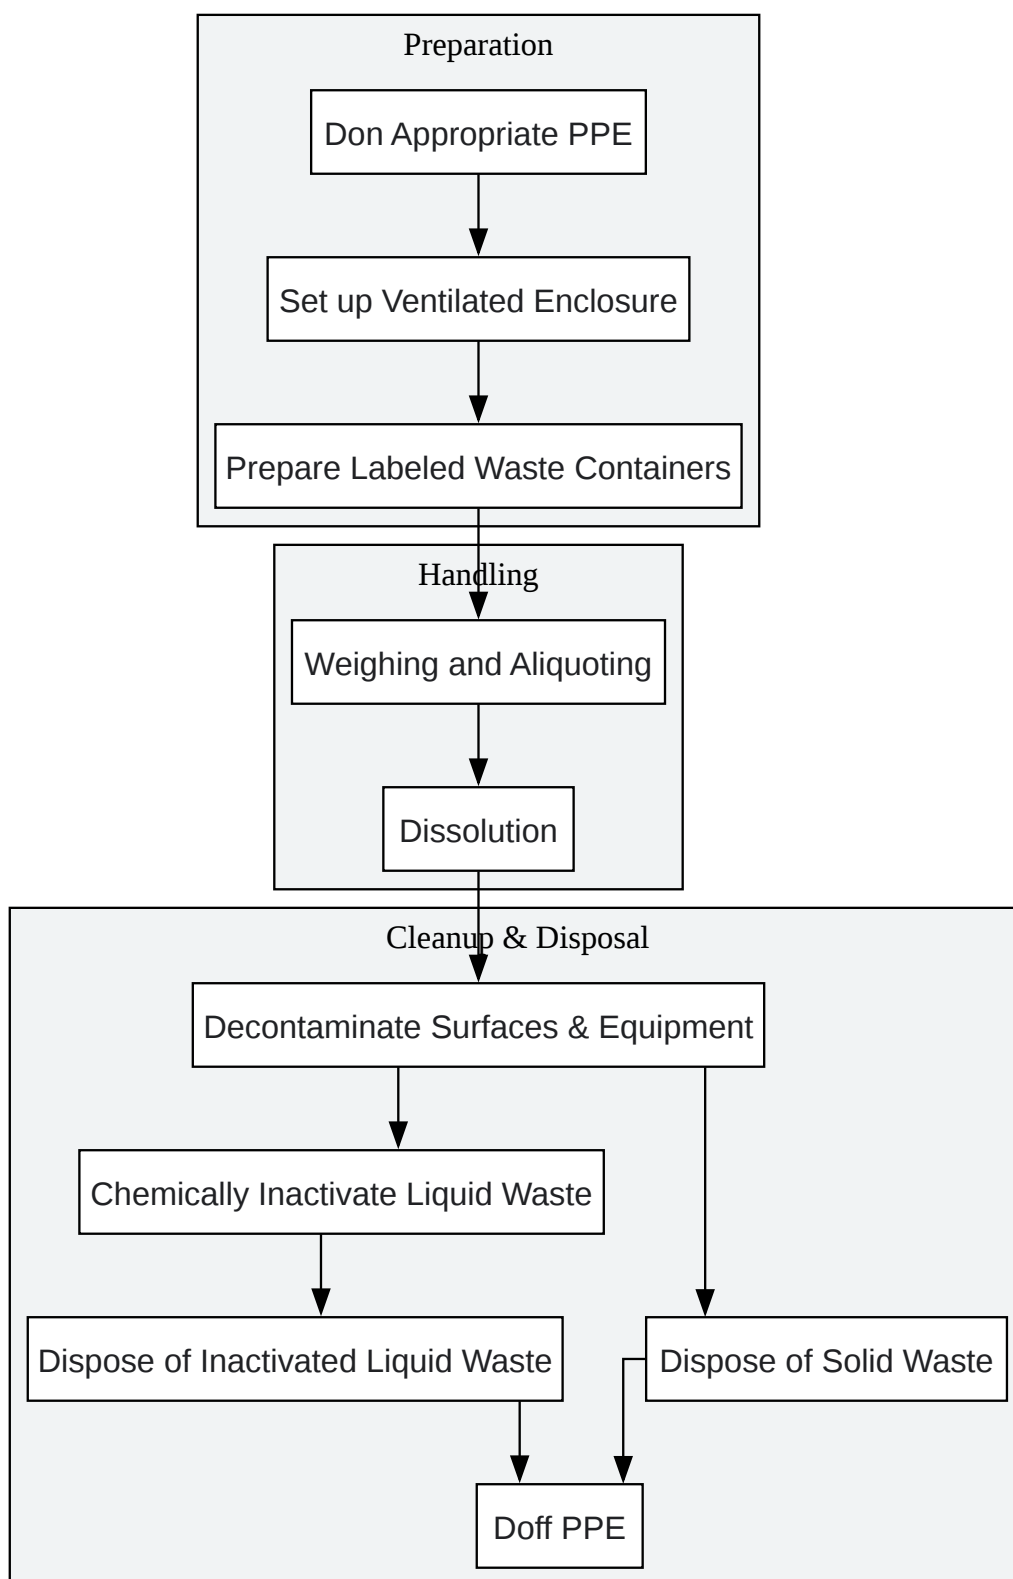 Preparation
Don Appropriate PPE
Set up Ventilated Enclosure
Prepare Labeled Waste Containers
Handling
Weighing and Aliquoting
Dissolution
Cleanup & Disposal
Decontaminate Surfaces & Equipment
Chemically Inactivate Liquid Waste
Dispose of Inactivated Liquid Waste
Dispose of Solid Waste
Doff PPE